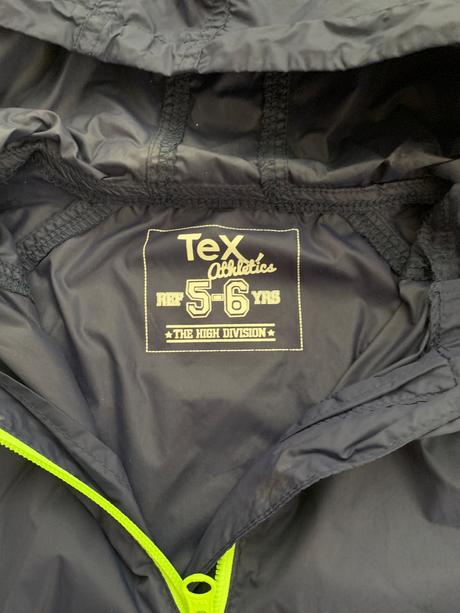 TeX
Athletics
REF 5-6 YRS
★ THE HIGH DIVISION ★